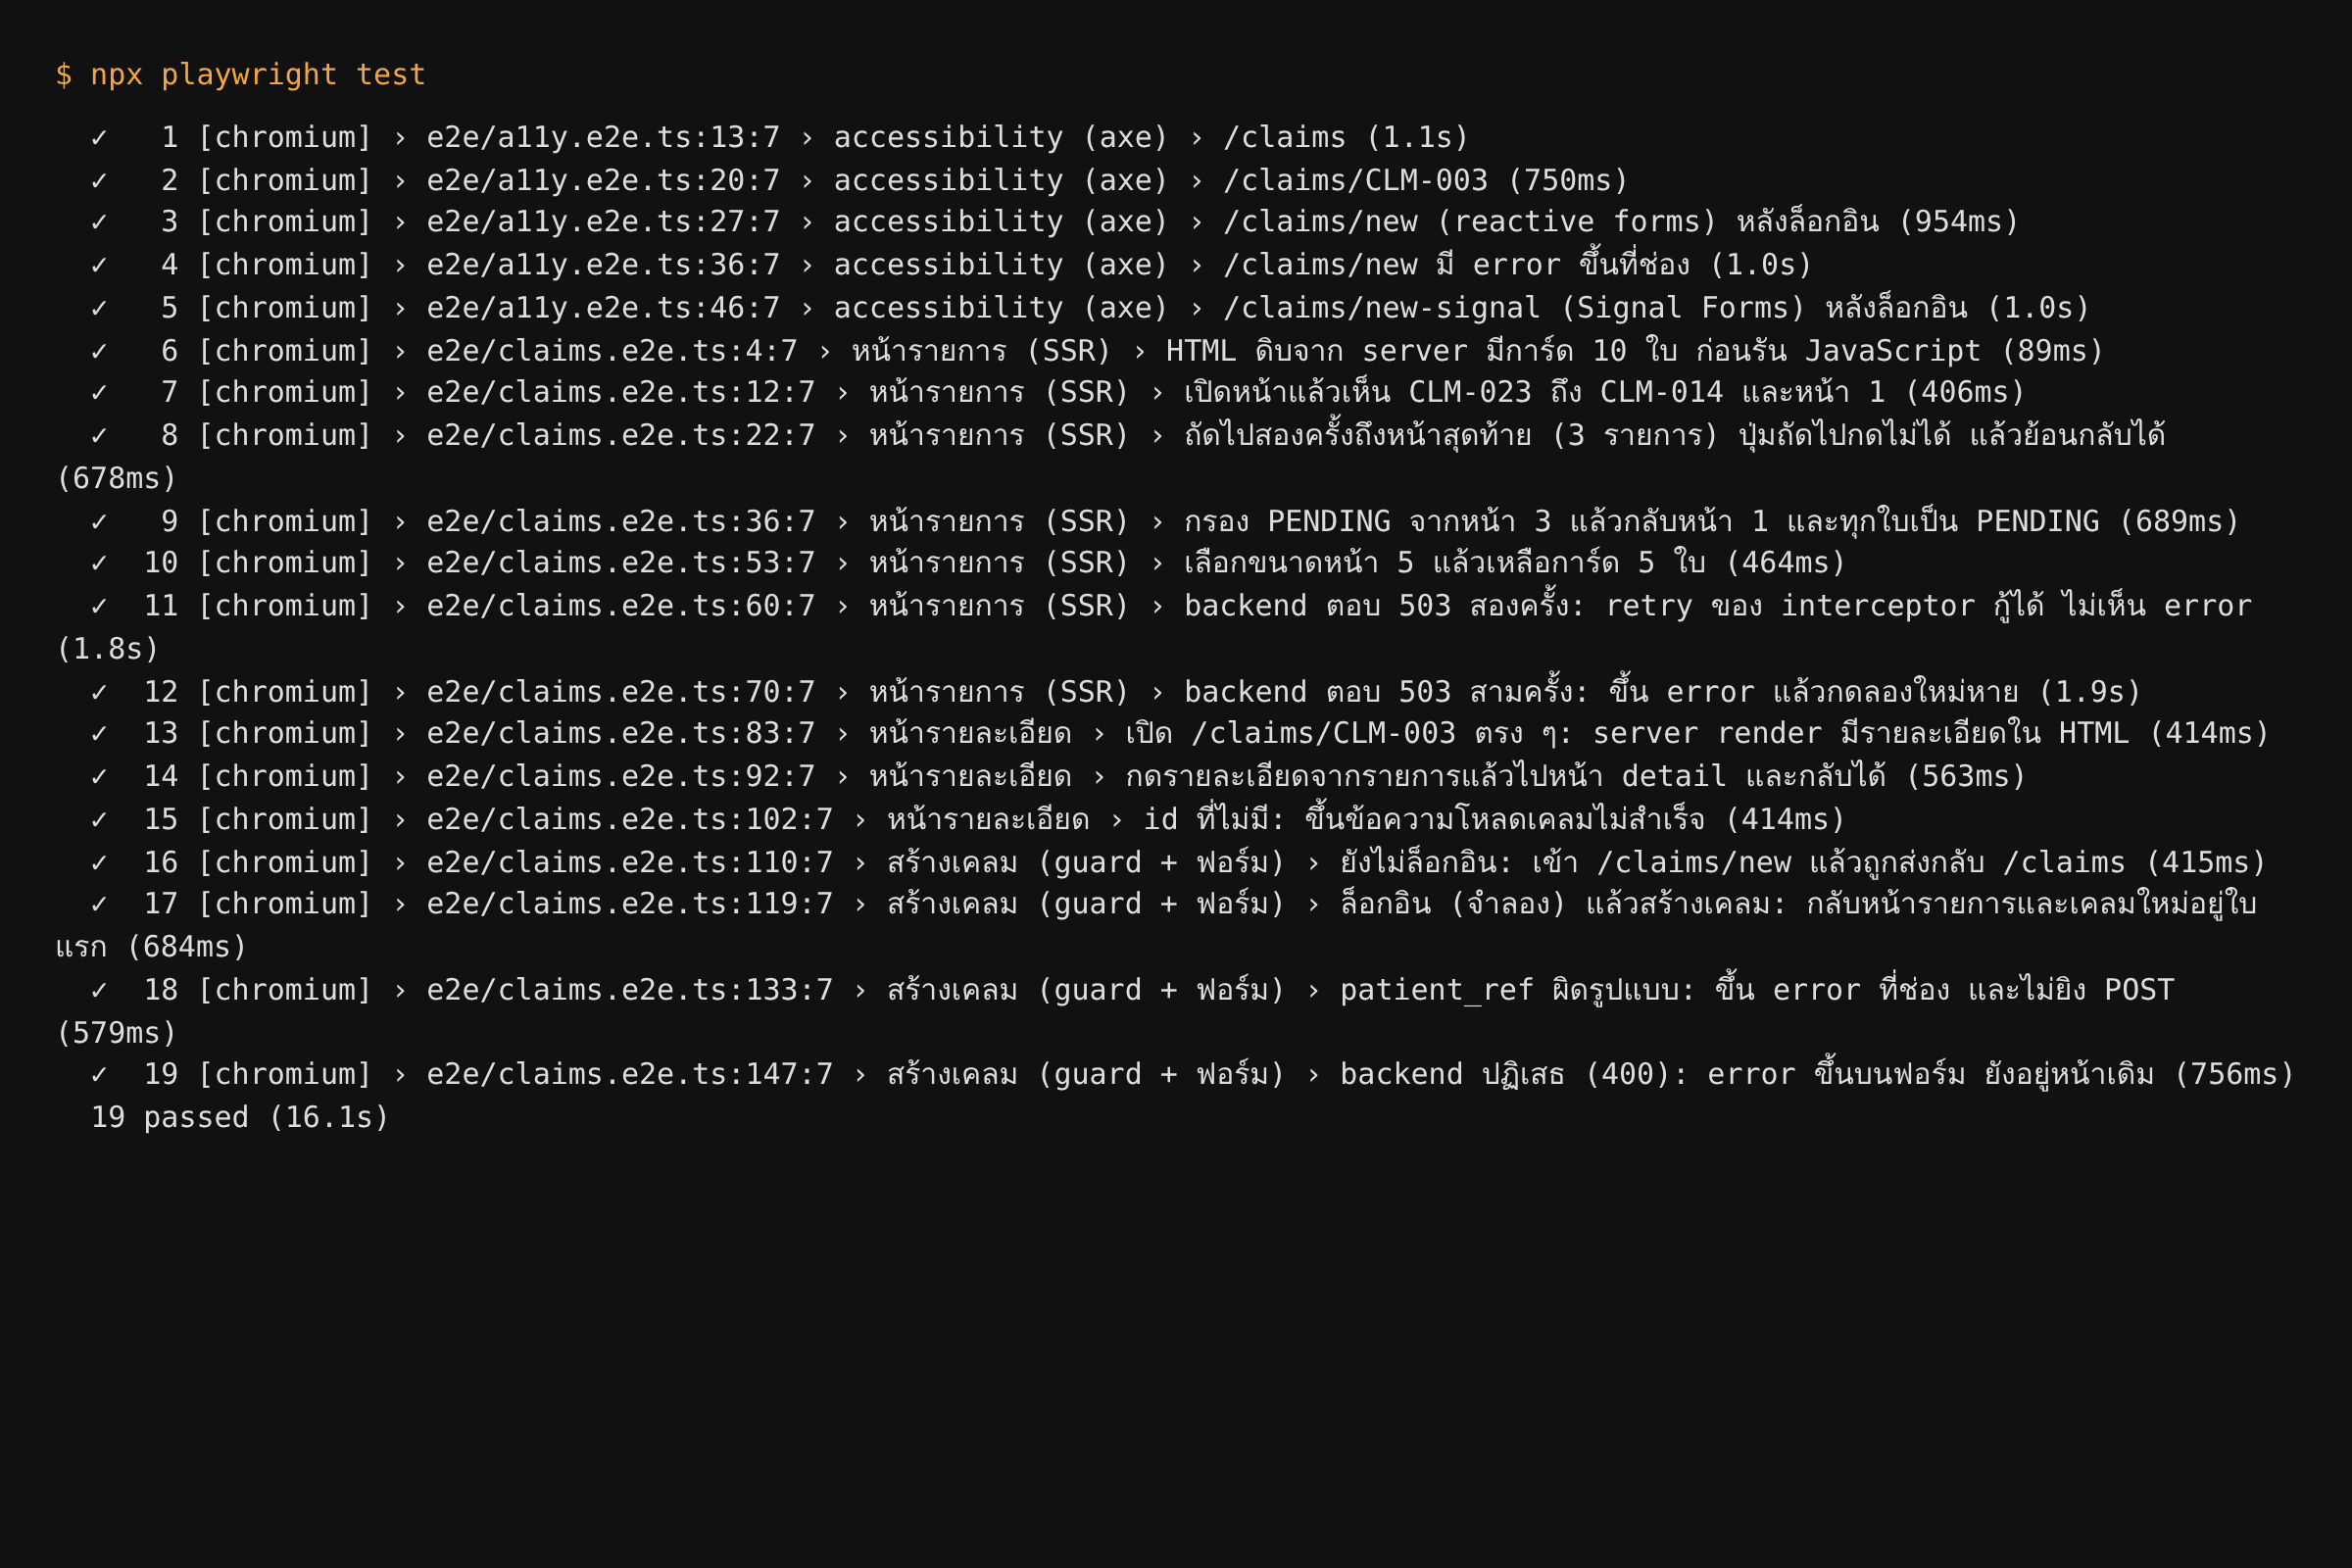 $ npx playwright test
✓ 1 [chromium] › e2e/a11y.e2e.ts:13:7 › accessibility (axe) › /claims (1.1s)
✓ 2 [chromium] › e2e/a11y.e2e.ts:20:7 › accessibility (axe) › /claims/CLM-003 (750ms)
✓ 3 [chromium] › e2e/a11y.e2e.ts:27:7 › accessibility (axe) › /claims/new (reactive forms) หลังล็อกอิน (954ms)
✓ 4 [chromium] › e2e/a11y.e2e.ts:36:7 › accessibility (axe) › /claims/new มี error ขึ้นที่ช่อง (1.0s)
✓ 5 [chromium] › e2e/a11y.e2e.ts:46:7 › accessibility (axe) › /claims/new-signal (Signal Forms) หลังล็อกอิน (1.0s)
✓ 6 [chromium] › e2e/claims.e2e.ts:4:7 › หน้ารายการ (SSR) › HTML ดิบจาก server มีการ์ด 10 ใบ ก่อนรัน JavaScript (89ms)
✓ 7 [chromium] › e2e/claims.e2e.ts:12:7 › หน้ารายการ (SSR) › เปิดหน้าแล้วเห็น CLM-023 ถึง CLM-014 และหน้า 1 (406ms)
✓ 8 [chromium] › e2e/claims.e2e.ts:22:7 › หน้ารายการ (SSR) › ถัดไปสองครั้งถึงหน้าสุดท้าย (3 รายการ) ปุ่มถัดไปกดไม่ได้ แล้วย้อนกลับได้
(678ms)
✓ 9 [chromium] › e2e/claims.e2e.ts:36:7 › หน้ารายการ (SSR) › กรอง PENDING จากหน้า 3 แล้วกลับหน้า 1 และทุกใบเป็น PENDING (689ms)
✓ 10 [chromium] › e2e/claims.e2e.ts:53:7 › หน้ารายการ (SSR) › เลือกขนาดหน้า 5 แล้วเหลือการ์ด 5 ใบ (464ms)
✓ 11 [chromium] › e2e/claims.e2e.ts:60:7 › หน้ารายการ (SSR) › backend ตอบ 503 สองครั้ง: retry ของ interceptor กู้ได้ ไม่เห็น error
(1.8s)
✓ 12 [chromium] › e2e/claims.e2e.ts:70:7 › หน้ารายการ (SSR) › backend ตอบ 503 สามครั้ง: ขึ้น error แล้วกดลองใหม่หาย (1.9s)
✓ 13 [chromium] › e2e/claims.e2e.ts:83:7 › หน้ารายละเอียด › เปิด /claims/CLM-003 ตรง ๆ: server render มีรายละเอียดใน HTML (414ms)
✓ 14 [chromium] › e2e/claims.e2e.ts:92:7 › หน้ารายละเอียด › กดรายละเอียดจากรายการแล้วไปหน้า detail และกลับได้ (563ms)
✓ 15 [chromium] › e2e/claims.e2e.ts:102:7 › หน้ารายละเอียด › id ที่ไม่มี: ขึ้นข้อความโหลดเคลมไม่สำเร็จ (414ms)
✓ 16 [chromium] › e2e/claims.e2e.ts:110:7 › สร้างเคลม (guard + ฟอร์ม) › ยังไม่ล็อกอิน: เข้า /claims/new แล้วถูกส่งกลับ /claims (415ms)
✓ 17 [chromium] › e2e/claims.e2e.ts:119:7 › สร้างเคลม (guard + ฟอร์ม) › ล็อกอิน (จำลอง) แล้วสร้างเคลม: กลับหน้ารายการและเคลมใหม่อยู่ใบ
แรก (684ms)
✓ 18 [chromium] › e2e/claims.e2e.ts:133:7 › สร้างเคลม (guard + ฟอร์ม) › patient_ref ผิดรูปแบบ: ขึ้น error ที่ช่อง และไม่ยิง POST
(579ms)
✓ 19 [chromium] › e2e/claims.e2e.ts:147:7 › สร้างเคลม (guard + ฟอร์ม) › backend ปฏิเสธ (400): error ขึ้นบนฟอร์ม ยังอยู่หน้าเดิม (756ms)
19 passed (16.1s)